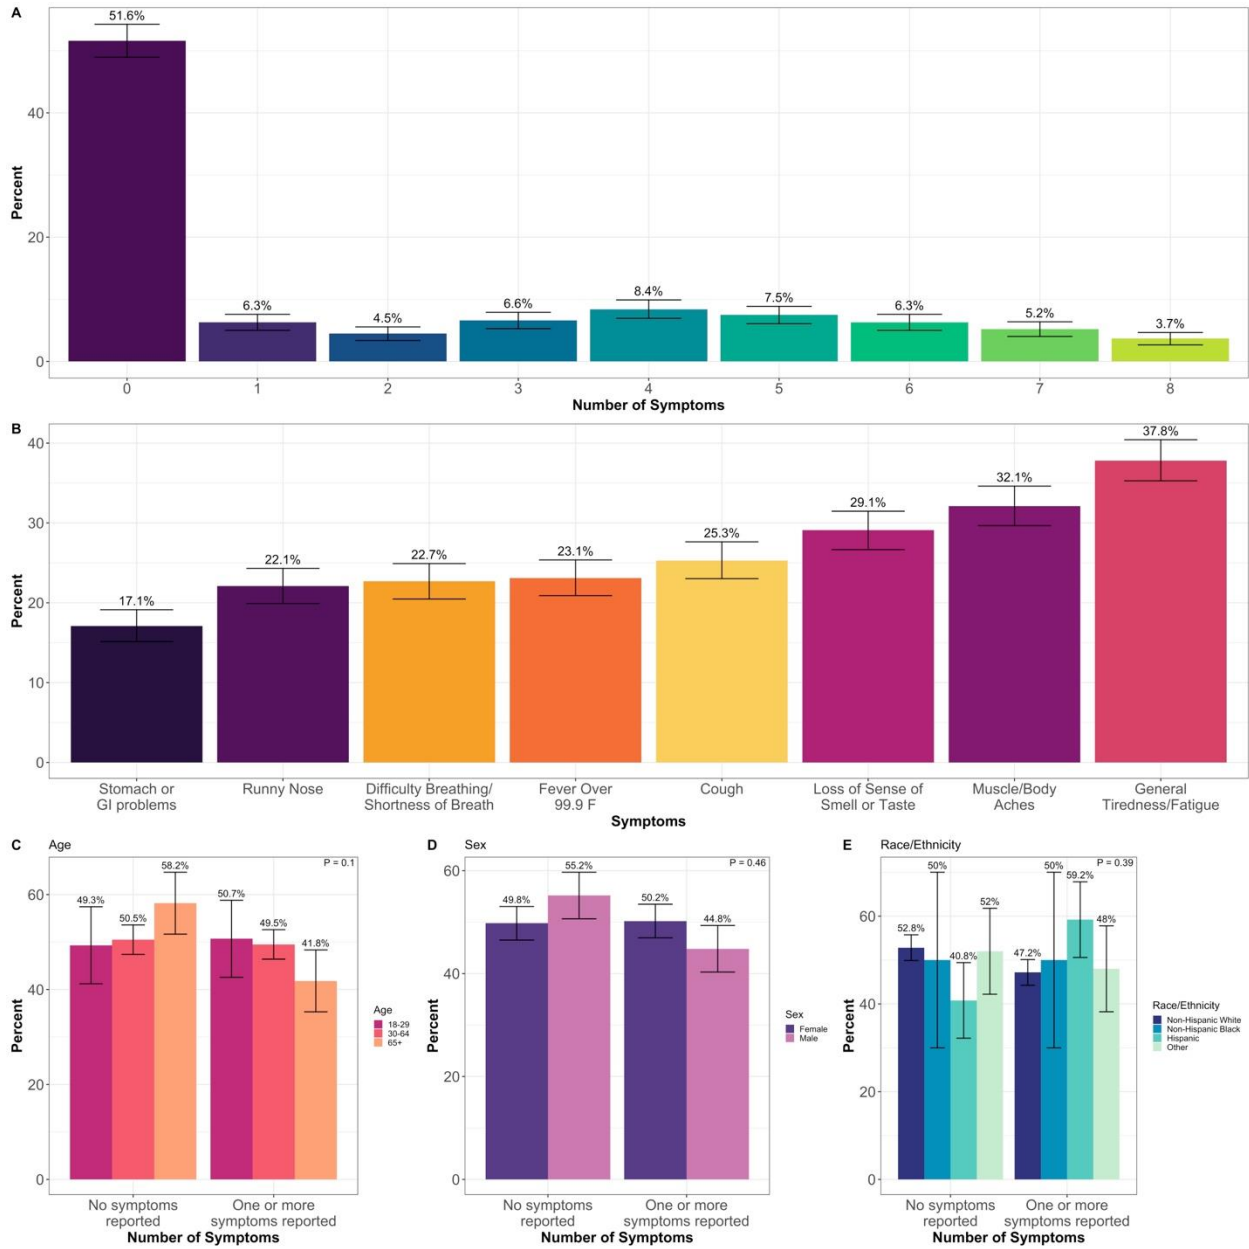 A
51.6%
40
20
0
6.3%
4.5%
6.6%
8.4%
7.5%
6.3%
5.2%
3.7%
Percent
0 1 2 3 4 5 6 7 8
Number of Symptoms
B
40
30
20
10
0
17.1%
22.1%
22.7%
23.1%
25.3%
29.1%
32.1%
37.8%
Percent
Stomach or
GI problems
Runny Nose
Difficulty Breathing/
Shortness of Breath
Fever Over
99.9 F
Cough
Loss of Sense of
Smell or Taste
Muscle/Body
Aches
General
Tiredness/Fatigue
Symptoms
C Age
P = 0.1
60
40
20
0
49.3%
50.5%
58.2%
50.7%
49.5%
41.8%
Percent
Age
18-29
30-64
65+
No symptoms
reported
One or more
symptoms reported
Number of Symptoms
D Sex
P = 0.46
60
40
20
0
49.8%
55.2%
50.2%
44.8%
Percent
Sex
Female
Male
No symptoms
reported
One or more
symptoms reported
Number of Symptoms
E Race/Ethnicity
P = 0.39
60
40
20
0
52.8%
50%
40.8%
52%
47.2%
50%
59.2%
48%
Percent
Race/Ethnicity
Non-Hispanic White
Non-Hispanic Black
Hispanic
Other
No symptoms
reported
One or more
symptoms reported
Number of Symptoms